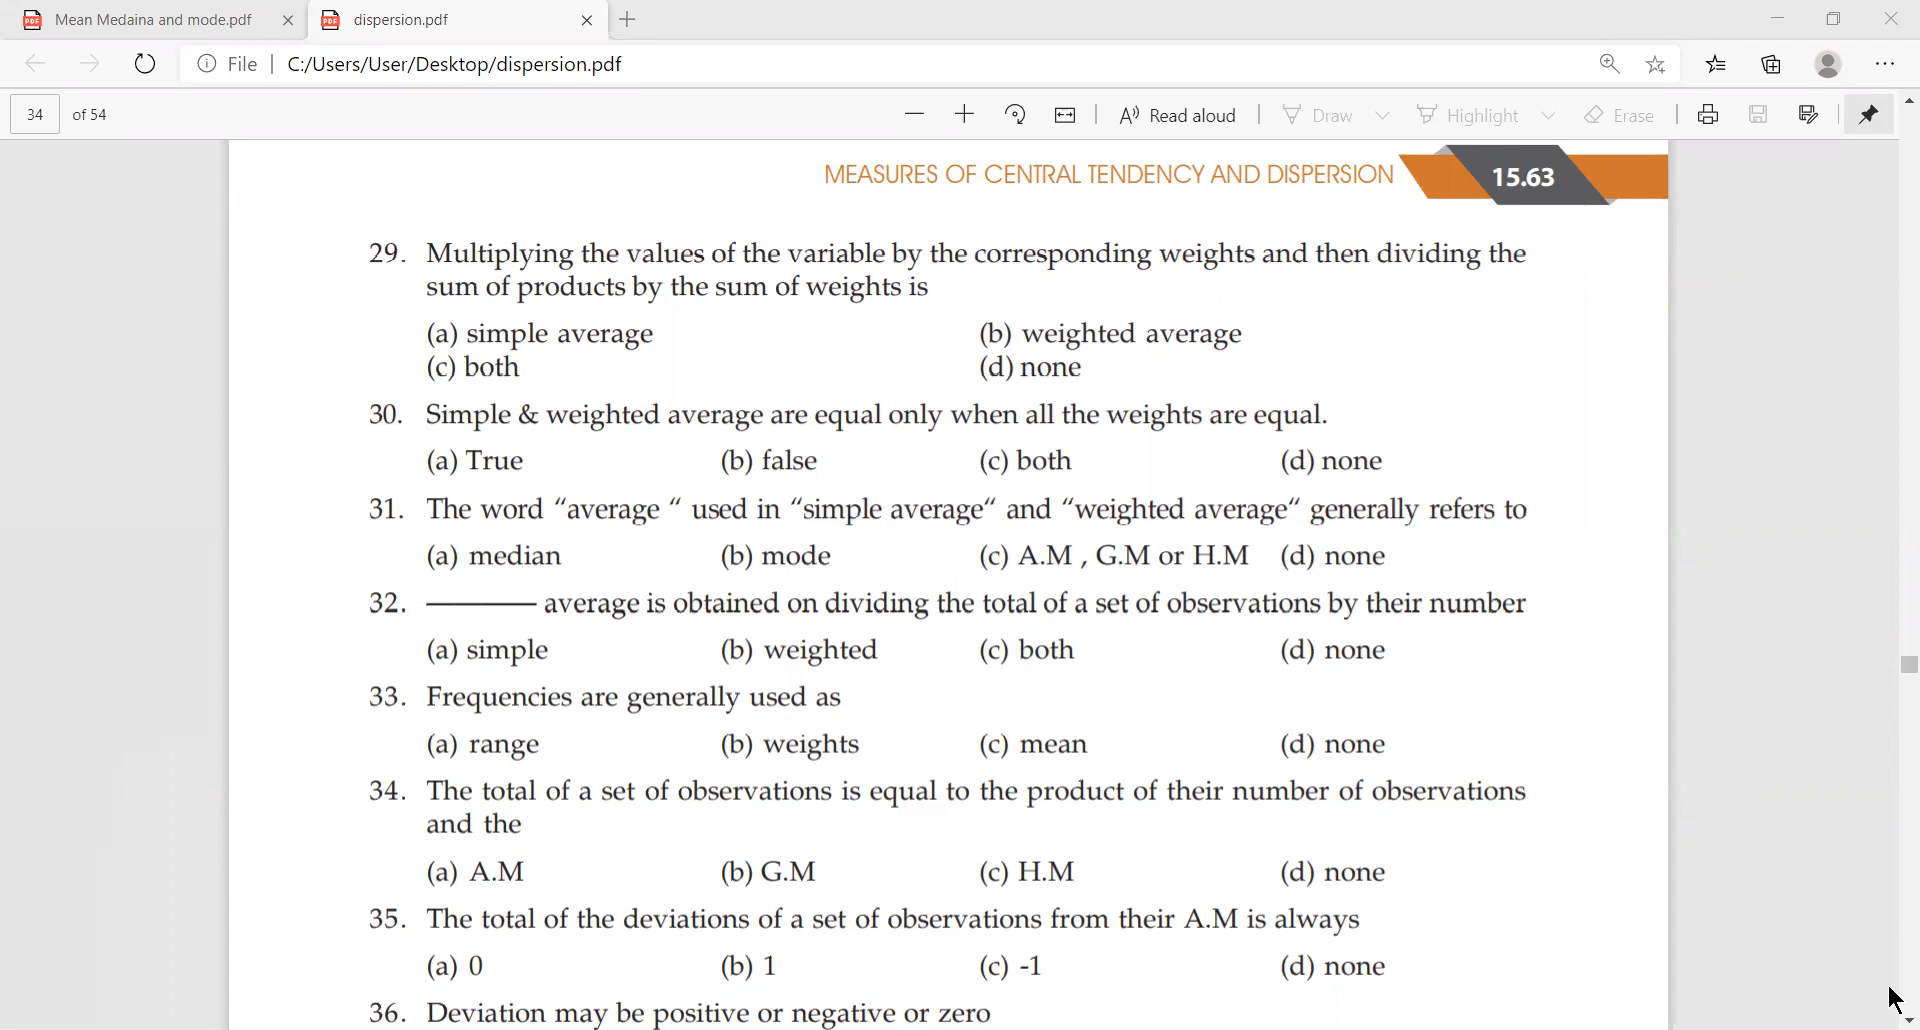 Mean Medaina and mode.pdf
dispersion.pdf
File | C:/Users/User/Desktop/dispersion.pdf
34 of 54
Read aloud
Draw
Highlight
Erase
MEASURES OF CENTRAL TENDENCY AND DISPERSION 15.63
29. Multiplying the values of the variable by the corresponding weights and then dividing the
sum of products by the sum of weights is
(a) simple average (b) weighted average
(c) both (d) none
30. Simple & weighted average are equal only when all the weights are equal.
(a) True (b) false (c) both (d) none
31. The word “average “ used in “simple average“ and “weighted average“ generally refers to
(a) median (b) mode (c) A.M , G.M or H.M (d) none
32. ———— average is obtained on dividing the total of a set of observations by their number
(a) simple (b) weighted (c) both (d) none
33. Frequencies are generally used as
(a) range (b) weights (c) mean (d) none
34. The total of a set of observations is equal to the product of their number of observations
and the
(a) A.M (b) G.M (c) H.M (d) none
35. The total of the deviations of a set of observations from their A.M is always
(a) 0 (b) 1 (c) -1 (d) none
36. Deviation may be positive or negative or zero